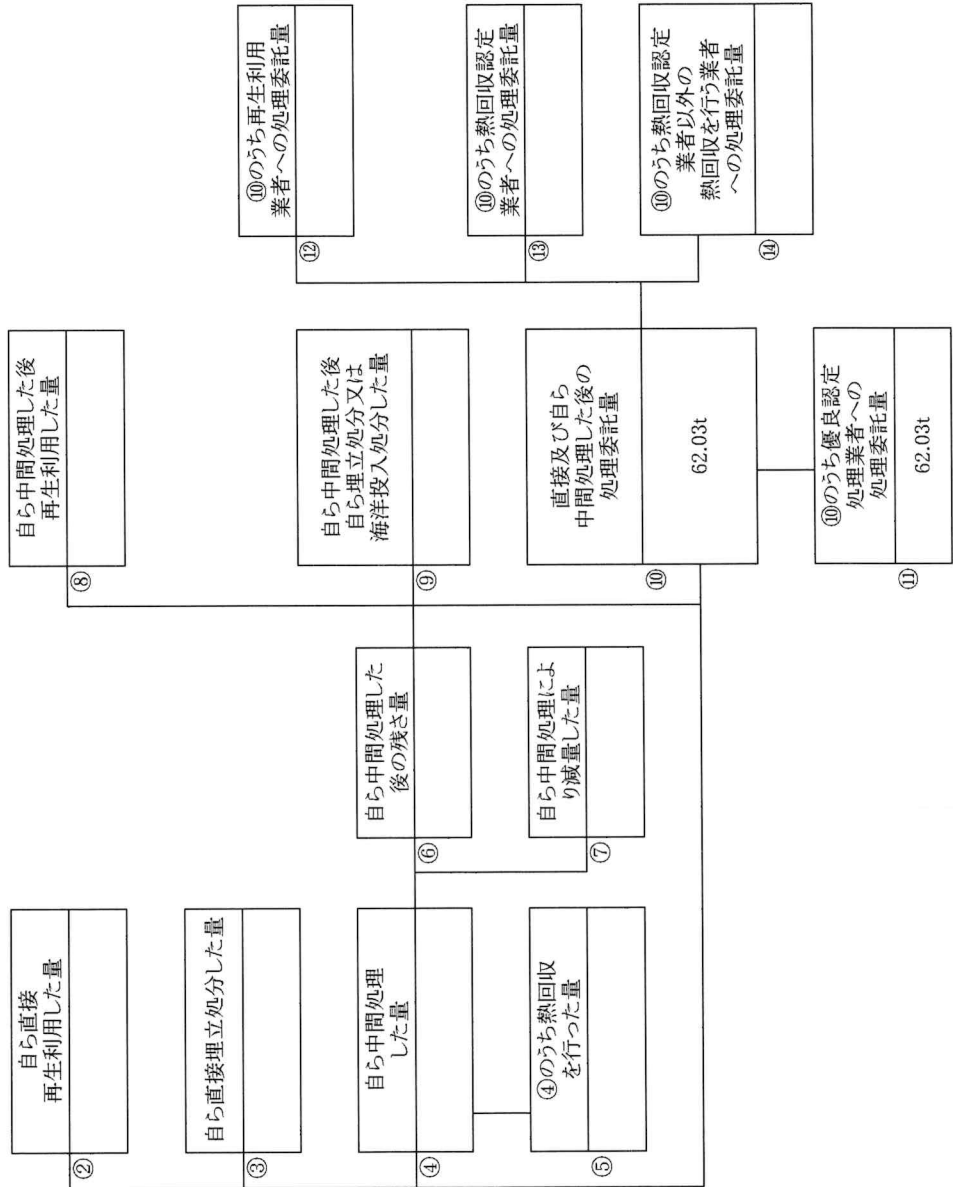 ②
自ら直接
再生利用した量
③
自ら直接埋立処分した量
④
自ら中間処理
した量
⑤
④のうち熱回収
を行った量
⑥
自ら中間処理した
後の残さ量
⑦
自ら中間処理によ
り減量した量
⑧
自ら中間処理した後
再生利用した量
⑨
自ら中間処理した後
自ら埋立処分又は
海洋投入処分した量
⑩
直接及び自ら
中間処理した後の
処理委託量
62.03t
⑪
⑩のうち優良認定
処理業者への
処理委託量
62.03t
⑫
⑩のうち再生利用
業者への処理委託量
⑬
⑩のうち熱回収認定
業者への処理委託量
⑭
⑩のうち熱回収認定
業者以外の
熱回収を行う業者
への処理委託量